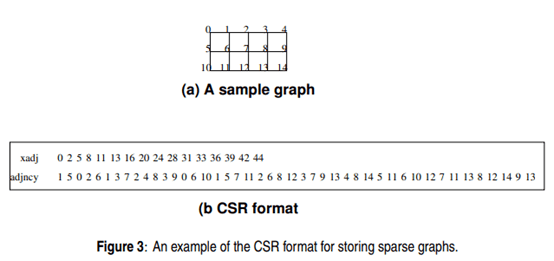 0 1 2 3 4
5 6 7 8 9
10 11 12 13 14
(a) A sample graph
xadj 0 2 5 8 11 13 16 20 24 28 31 33 36 39 42 44
adjncy 1 5 0 2 6 1 3 7 2 4 8 3 9 0 6 10 1 5 7 11 2 6 8 12 3 7 9 13 4 8 14 5 11 6 10 12 7 11 13 8 12 14 9 13
(b CSR format
Figure 3: An example of the CSR format for storing sparse graphs.